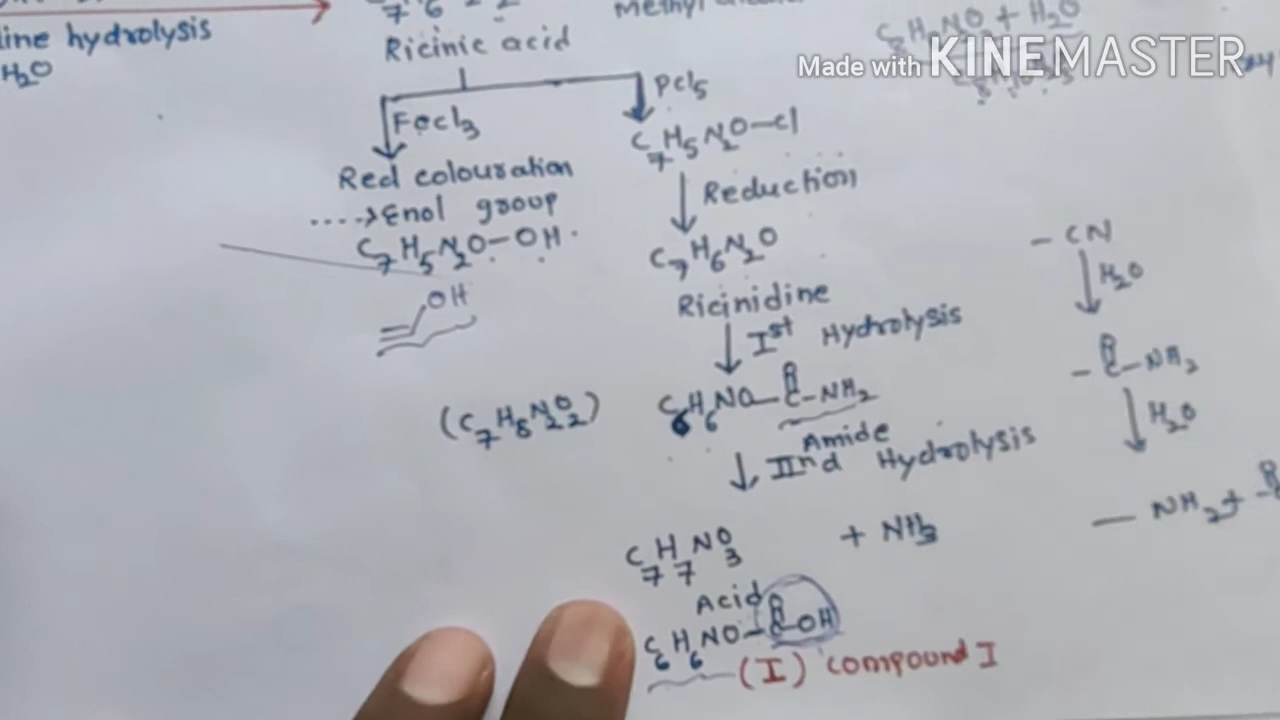 line hydrolysis
H2O
C7H6N2O2
Ricinic acid
Made with KINEMASTER
FeCl3
Red colouration
....→ Enol group
C7H5N2O-OH.
OH
PCl5
C7H5N2O-Cl
Reduction
C7H6N2O
Ricinidine
Ist Hydrolysis
(C7H8N2O2)
C6H6NO-C-NH2
O
Amide
IInd Hydrolysis
C7H7NO3 + NH3
Acid
O
C6H6NO-C-OH
(I) compound I
- CN
H2O
O
-C-NH2
H2O
- NH2 +